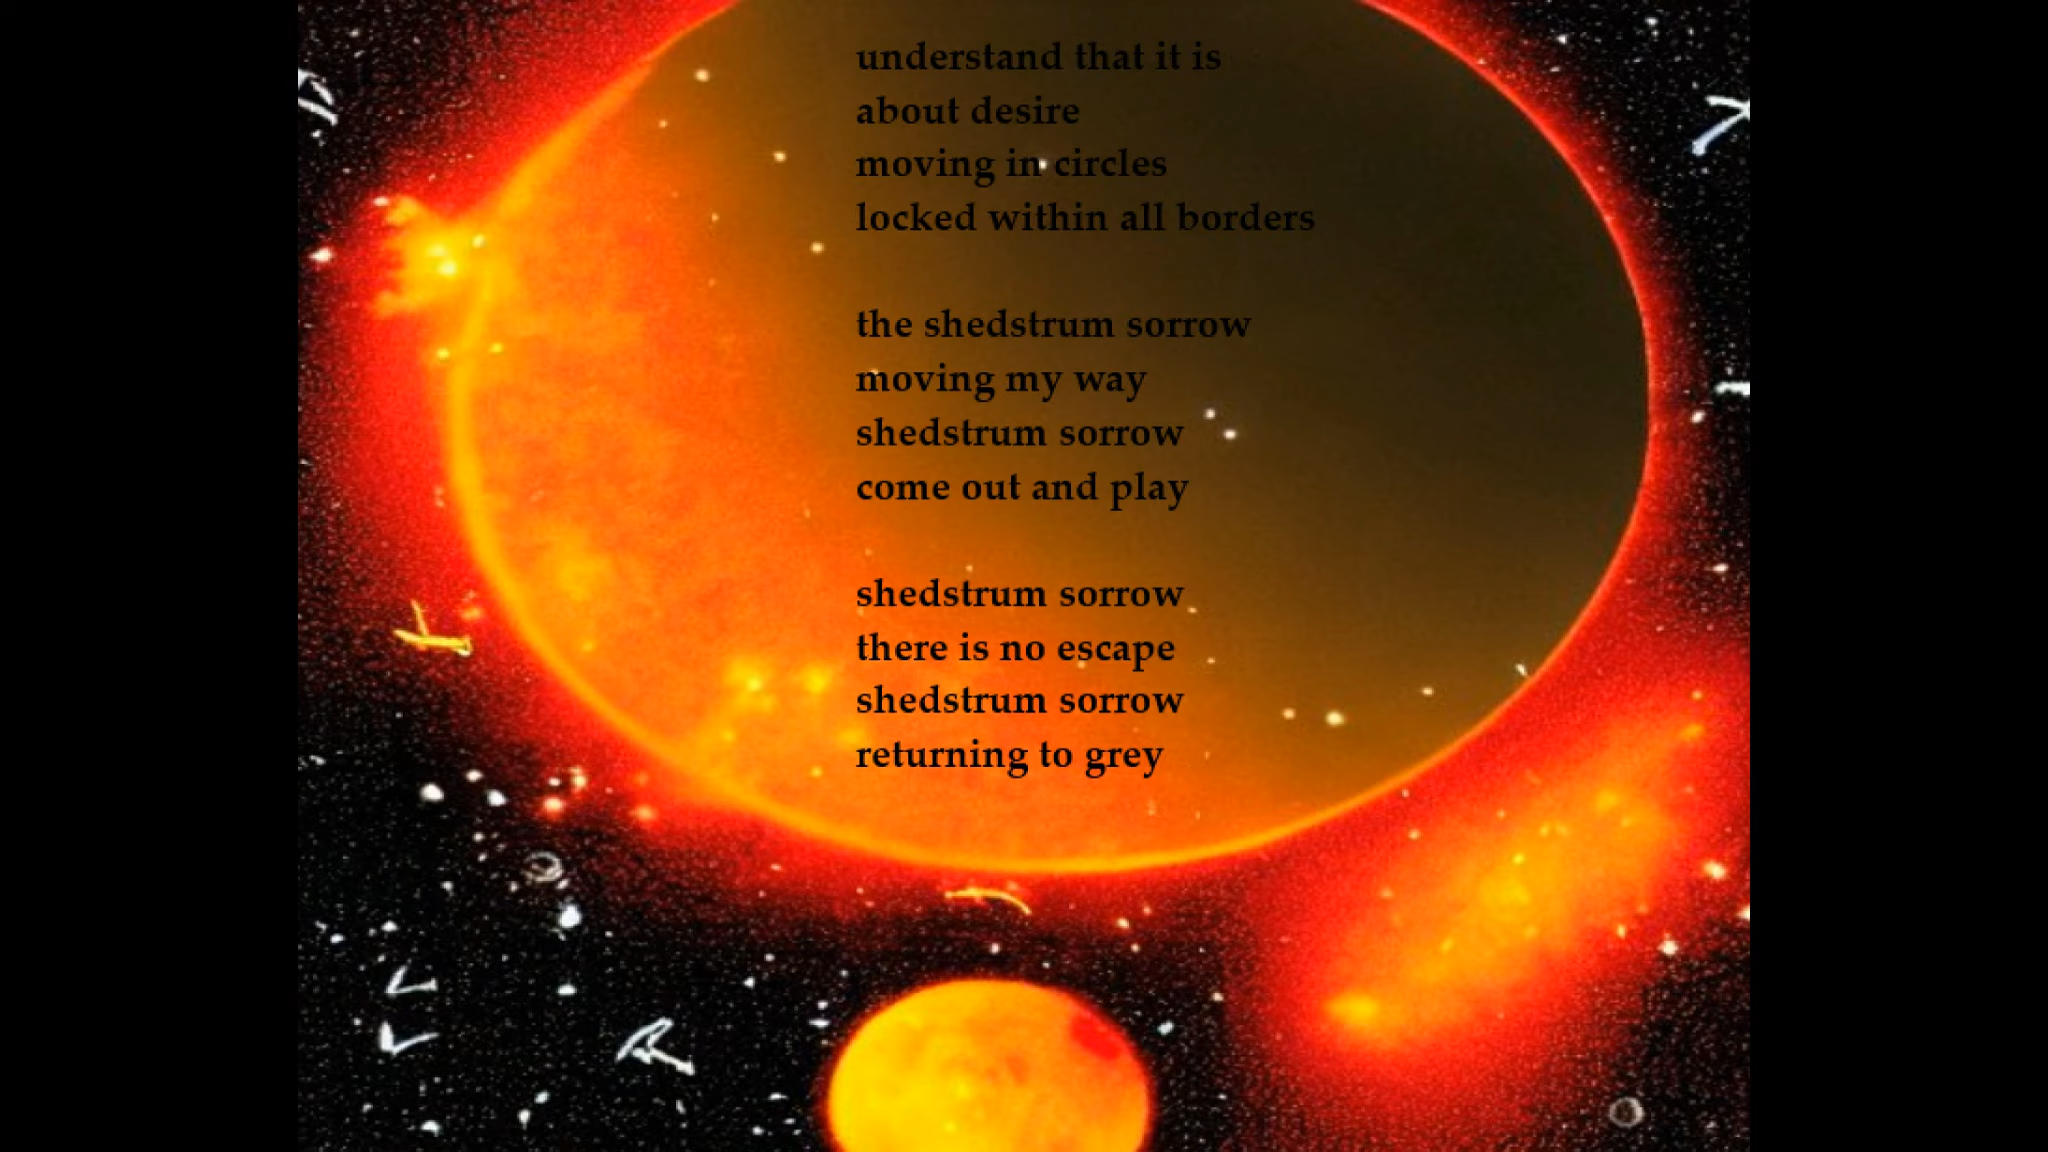 understand that it is
about desire
moving in circles
locked within all borders
the shedstrum sorrow
moving my way
shedstrum sorrow
come out and play
shedstrum sorrow
there is no escape
shedstrum sorrow
returning to grey